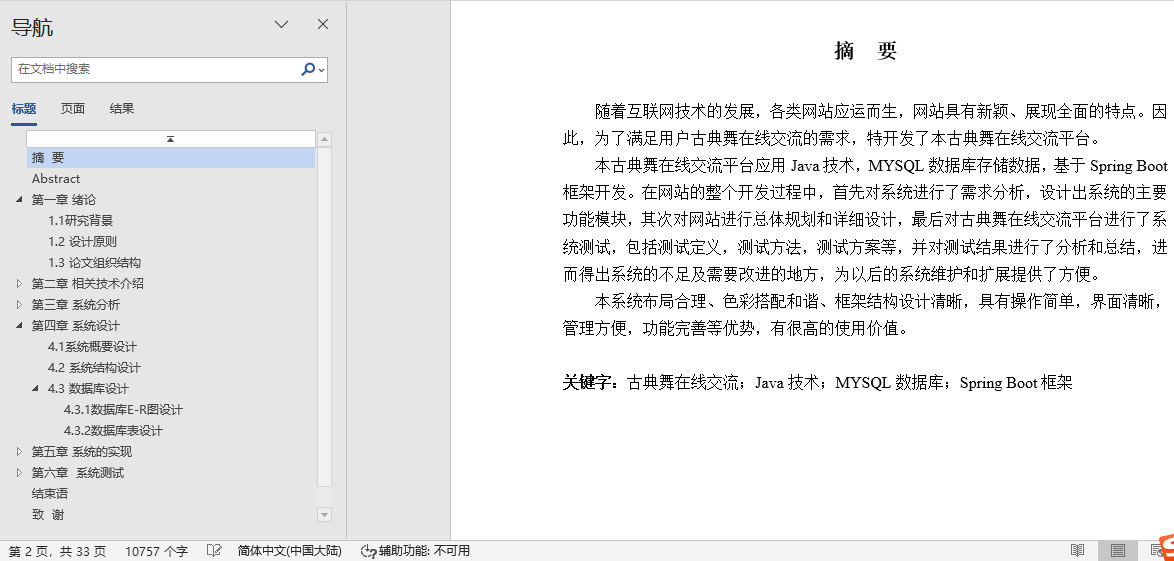 导航
在文档中搜索
标题 页面 结果
摘 要
Abstract
第一章 绪论
1.1研究背景
1.2 设计原则
1.3 论文组织结构
第二章 相关技术介绍
第三章 系统分析
第四章 系统设计
4.1系统概要设计
4.2 系统结构设计
4.3 数据库设计
4.3.1数据库E-R图设计
4.3.2数据库表设计
第五章 系统的实现
第六章 系统测试
结束语
致 谢
摘 要
随着互联网技术的发展，各类网站应运而生，网站具有新颖、展现全面的特点。因
此，为了满足用户古典舞在线交流的需求，特开发了本古典舞在线交流平台。
本古典舞在线交流平台应用 Java 技术，MYSQL 数据库存储数据，基于 Spring Boot
框架开发。在网站的整个开发过程中，首先对系统进行了需求分析，设计出系统的主要
功能模块，其次对网站进行总体规划和详细设计，最后对古典舞在线交流平台进行了系
统测试，包括测试定义，测试方法，测试方案等，并对测试结果进行了分析和总结，进
而得出系统的不足及需要改进的地方，为以后的系统维护和扩展提供了方便。
本系统布局合理、色彩搭配和谐、框架结构设计清晰，具有操作简单，界面清晰，
管理方便，功能完善等优势，有很高的使用价值。
关键字：古典舞在线交流；Java 技术；MYSQL 数据库；Spring Boot 框架
第 2 页，共 33 页 10757 个字 简体中文(中国大陆) 辅助功能: 不可用